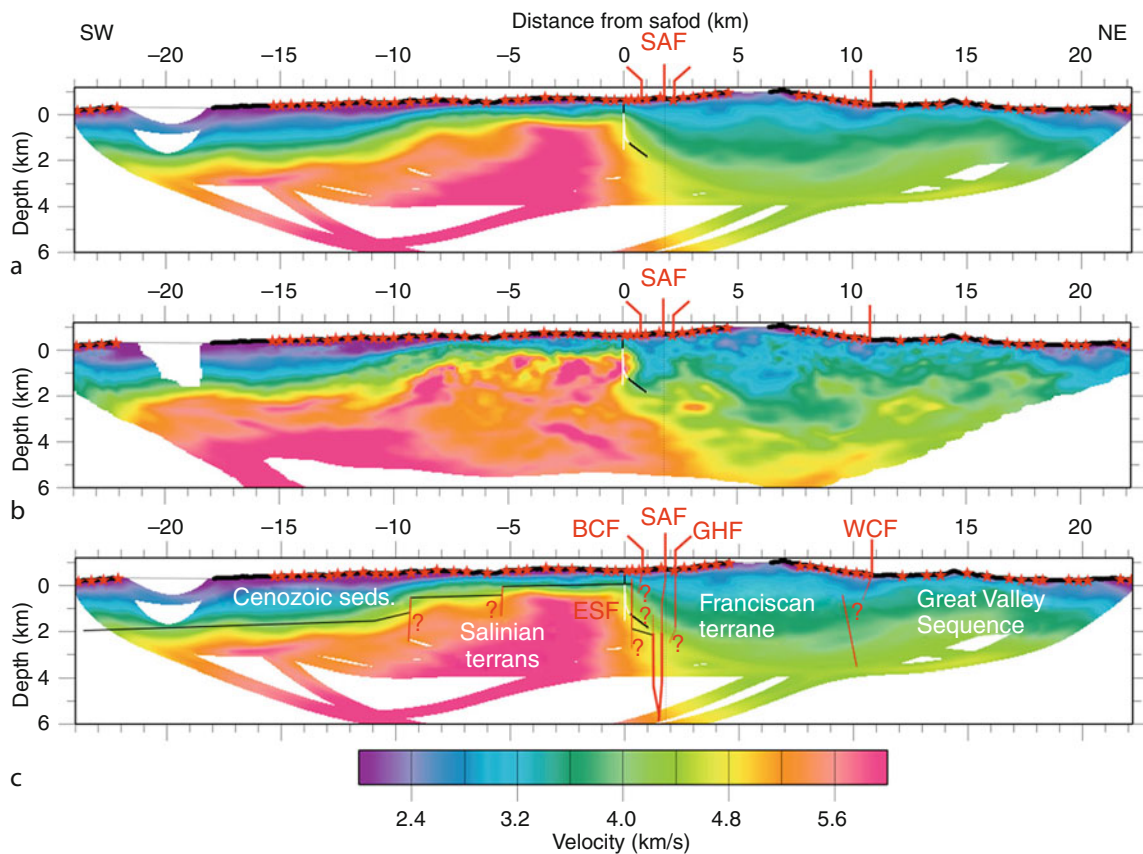 Distance from safod (km)
SW NE
−20 −15 −10 −5 0 5 10 15 20
SAF
Depth (km)
0
2
4
6
a
−20 −15 −10 −5 0 5 10 15 20
SAF
Depth (km)
0
2
4
6
b
−20 −15 −10 −5 0 5 10 15 20
BCF SAF GHF WCF
Depth (km)
0
2
4
6
Cenozoic seds.
? ?
Salinian
terrans
ESF
? ? ? ? ?
Franciscan
terrane
Great Valley
Sequence
c
2.4 3.2 4.0 4.8 5.6
Velocity (km/s)